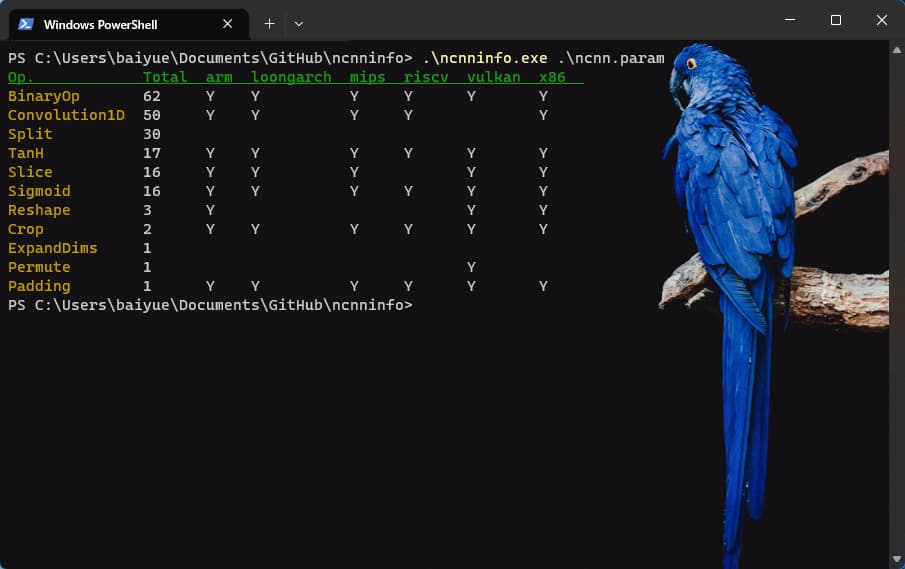 Windows PowerShell
PS C:\Users\baiyue\Documents\GitHub\ncnninfo> .\ncnninfo.exe .\ncnn.param
Op. Total arm loongarch mips riscv vulkan x86
BinaryOp 62 Y Y Y Y Y Y
Convolution1D 50 Y Y Y Y Y
Split 30
TanH 17 Y Y Y Y Y Y
Slice 16 Y Y Y Y Y
Sigmoid 16 Y Y Y Y Y Y
Reshape 3 Y Y Y
Crop 2 Y Y Y Y Y Y
ExpandDims 1
Permute 1 Y
Padding 1 Y Y Y Y Y Y
PS C:\Users\baiyue\Documents\GitHub\ncnninfo>